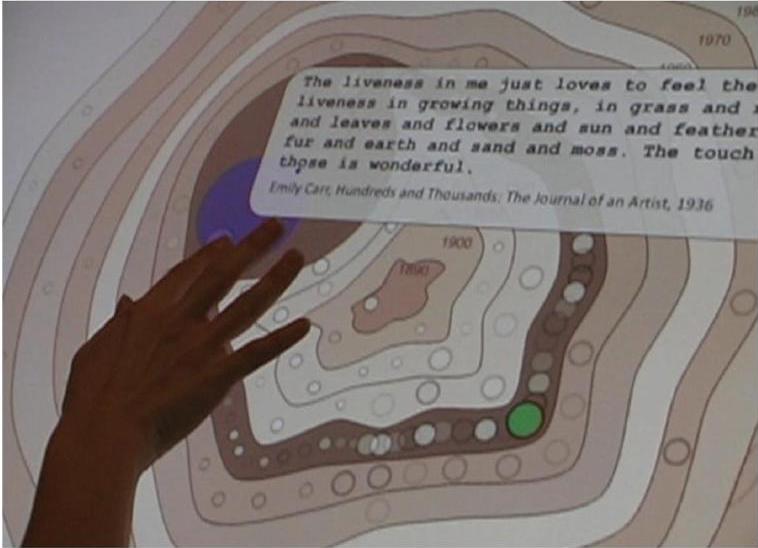 198
1970
1960
The liveness in me just loves to feel the
liveness in growing things, in grass and
and leaves and flowers and sun and feather
fur and earth and sand and moss. The touch
those is wonderful.
Emily Carr, Hundreds and Thousands: The Journal of an Artist, 1936
1900
1890